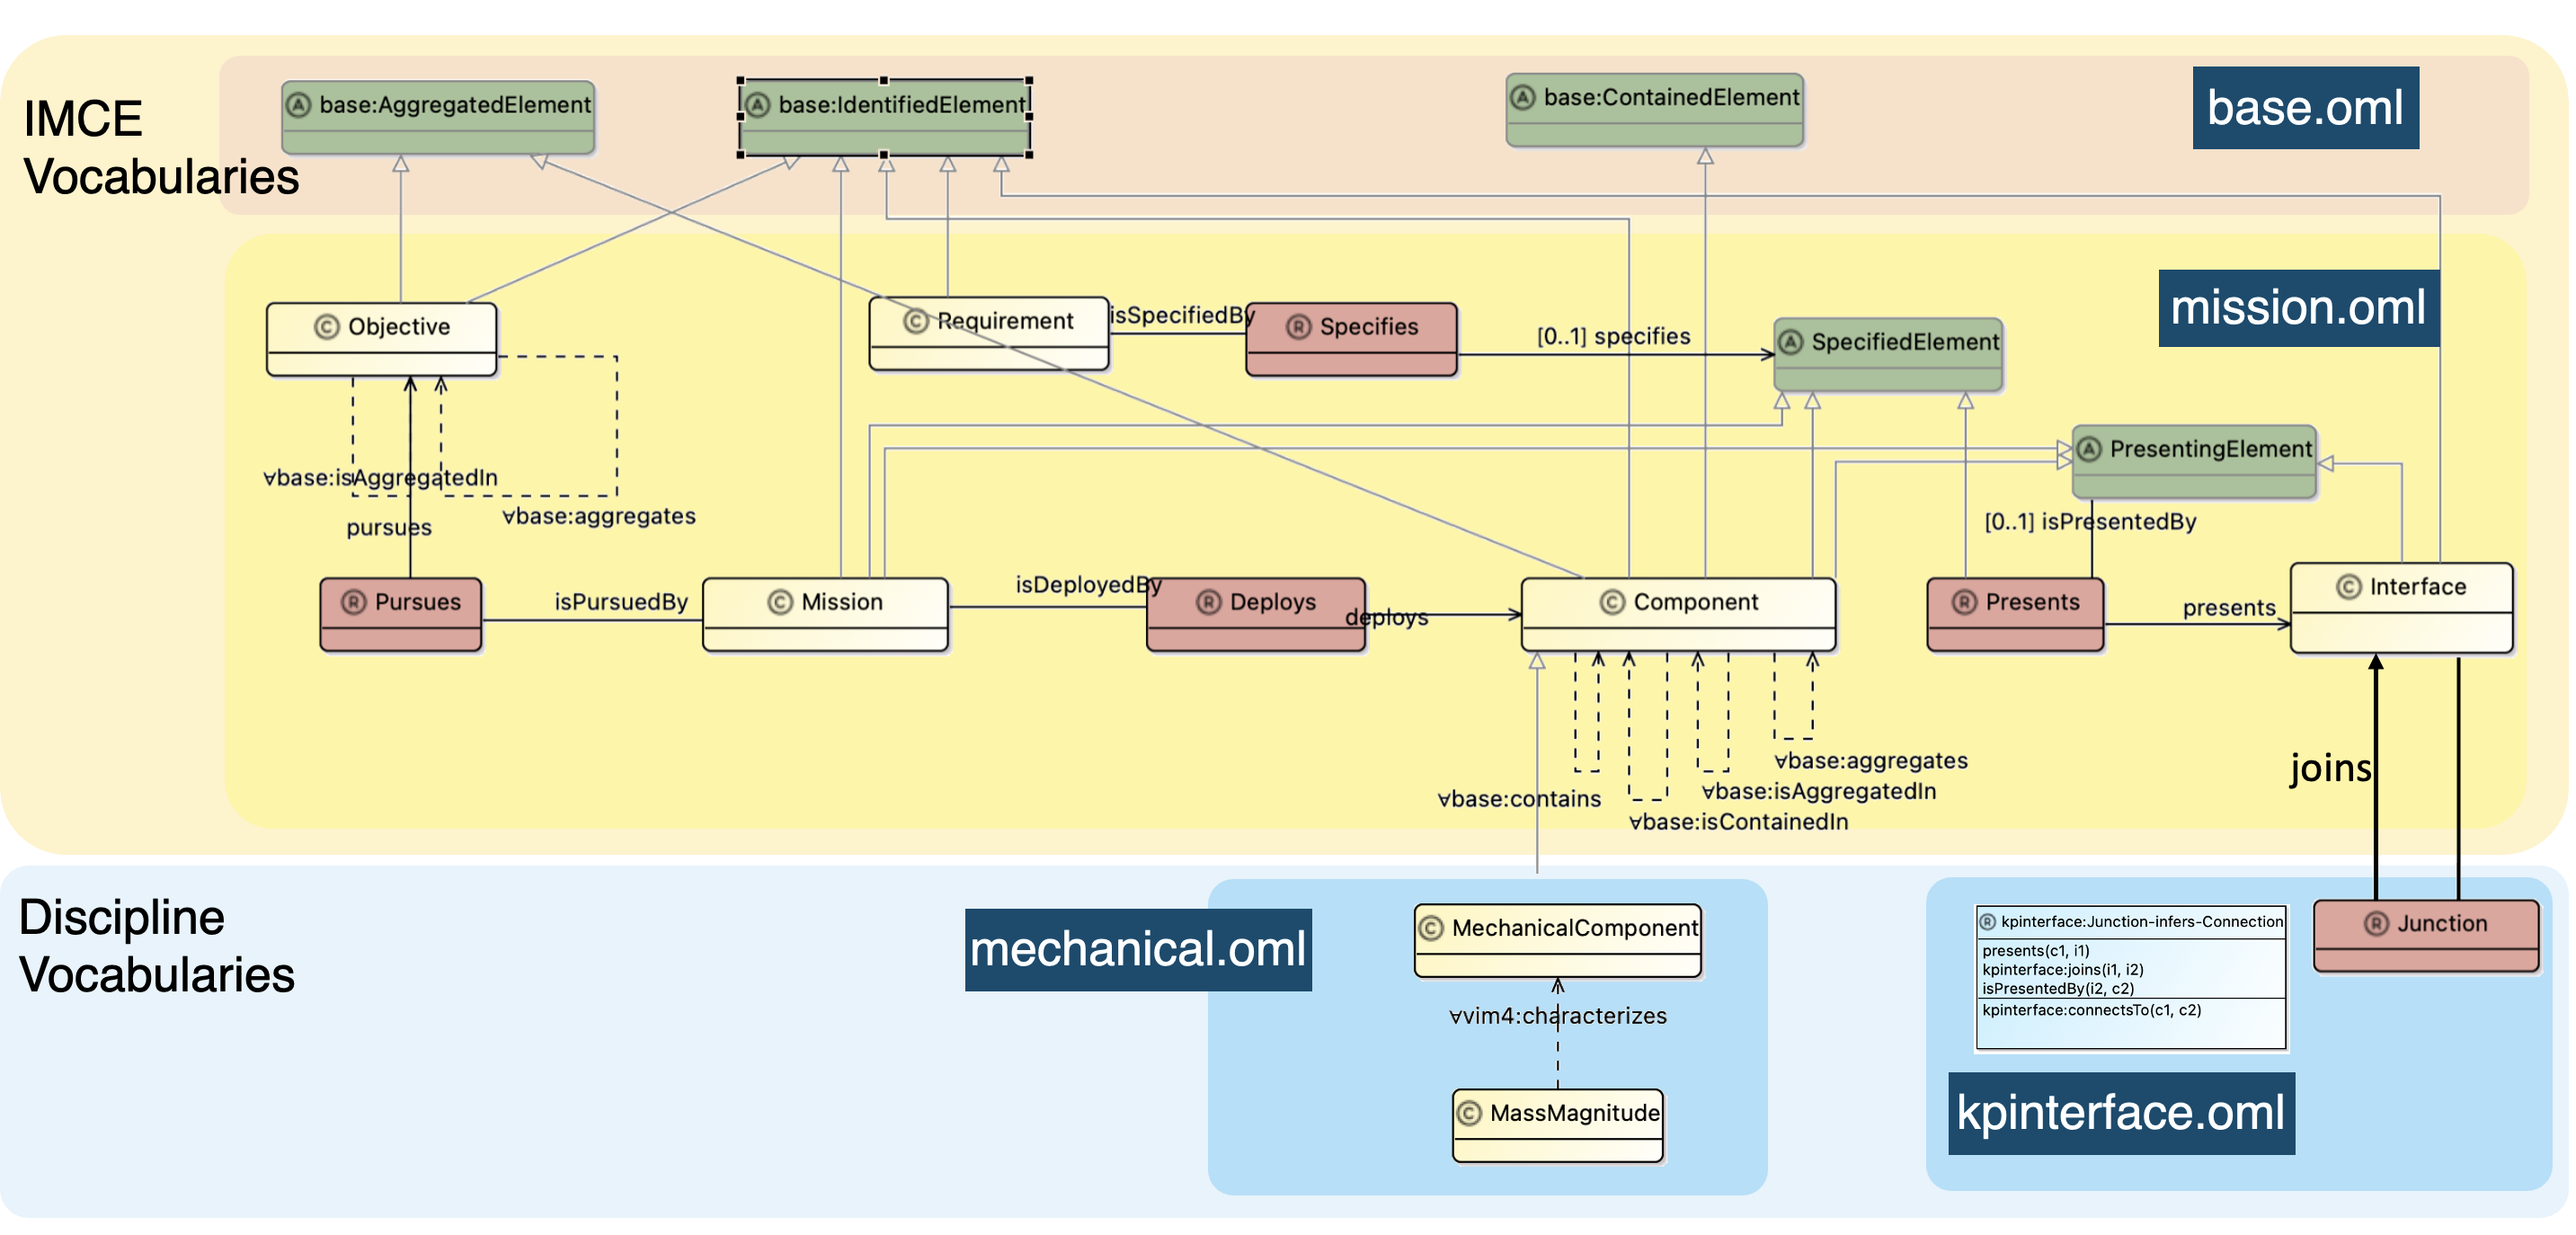 IMCE
Vocabularies
A base:AggregatedElement
A base:IdentifiedElement
A base:ContainedElement
base.oml
mission.oml
C Objective
C Requirement
isSpecifiedBy
R Specifies
[0..1] specifies
A SpecifiedElement
A PresentingElement
∀base:isAggregatedIn
∀base:aggregates
pursues
[0..1] isPresentedBy
R Pursues
isPursuedBy
C Mission
isDeployedBy
R Deploys
deploys
C Component
R Presents
presents
C Interface
∀base:contains
∀base:aggregates
∀base:isAggregatedIn
∀base:isContainedIn
joins
Discipline
Vocabularies
mechanical.oml
C MechanicalComponent
∀vim4:characterizes
C MassMagnitude
R kpinterface:Junction-infers-Connection
presents(c1, i1)
kpinterface:joins(i1, i2)
isPresentedBy(i2, c2)
kpinterface:connectsTo(c1, c2)
R Junction
kpinterface.oml